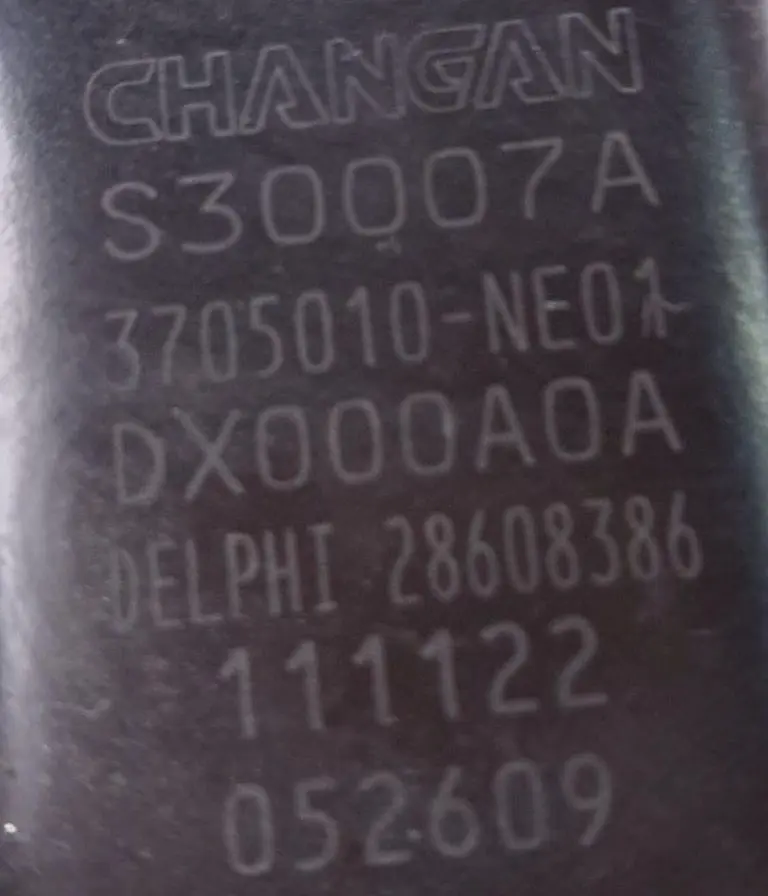 CHANGAN
S30007A
3705010-NE01
DX000A0A
DELPHI 28608386
111122
052609